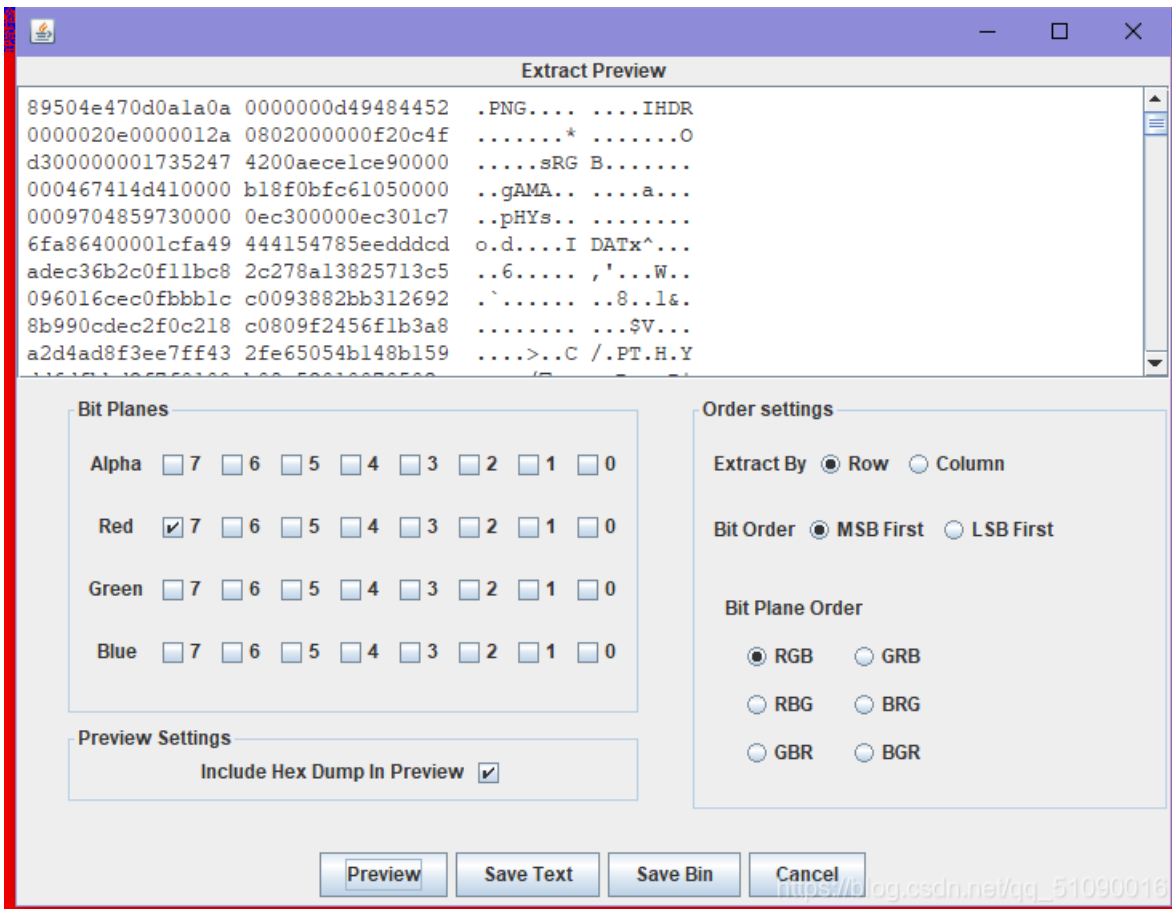 Extract Preview
89504e470d0a1a0a 0000000d49484452 .PNG.... ....IHDR
0000020e0000012a 0802000000f20c4f .......* .......O
d300000001735247 4200aece1ce90000 .....sRG B.......
000467414d410000 b18f0bfc61050000 ..gAMA.. ....a...
0009704859730000 0ec300000ec301c7 ..pHYs.. ........
6fa86400001cfa49 444154785eedddcd o.d....I DATx^...
adec36b2c0f11bc8 2c278a13825713c5 ..6..... ,'...W..
096016cec0fbbb1c c0093882bb312692 .`...... ..8..1&.
8b990cdec2f0c218 c0809f2456f1b3a8 ........ ...$V...
a2d4ad8f3ee7ff43 2fe65054b148b159 ....>..C /.PT.H.Y
Bit Planes
Alpha 7 6 5 4 3 2 1 0
Red 7 6 5 4 3 2 1 0
Green 7 6 5 4 3 2 1 0
Blue 7 6 5 4 3 2 1 0
Preview Settings
Include Hex Dump In Preview
Order settings
Extract By Row Column
Bit Order MSB First LSB First
Bit Plane Order
RGB GRB
RBG BRG
GBR BGR
Preview Save Text Save Bin Cancel
https://blog.csdn.net/qq_51090016